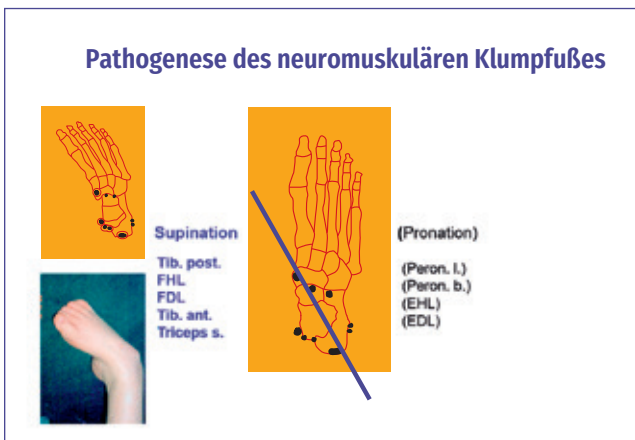 Pathogenese des neuromuskulären Klumpfußes
Supination
Tib. post.
FHL
FDL
Tib. ant.
Triceps s.
(Pronation)
(Peron. l.)
(Peron. b.)
(EHL)
(EDL)